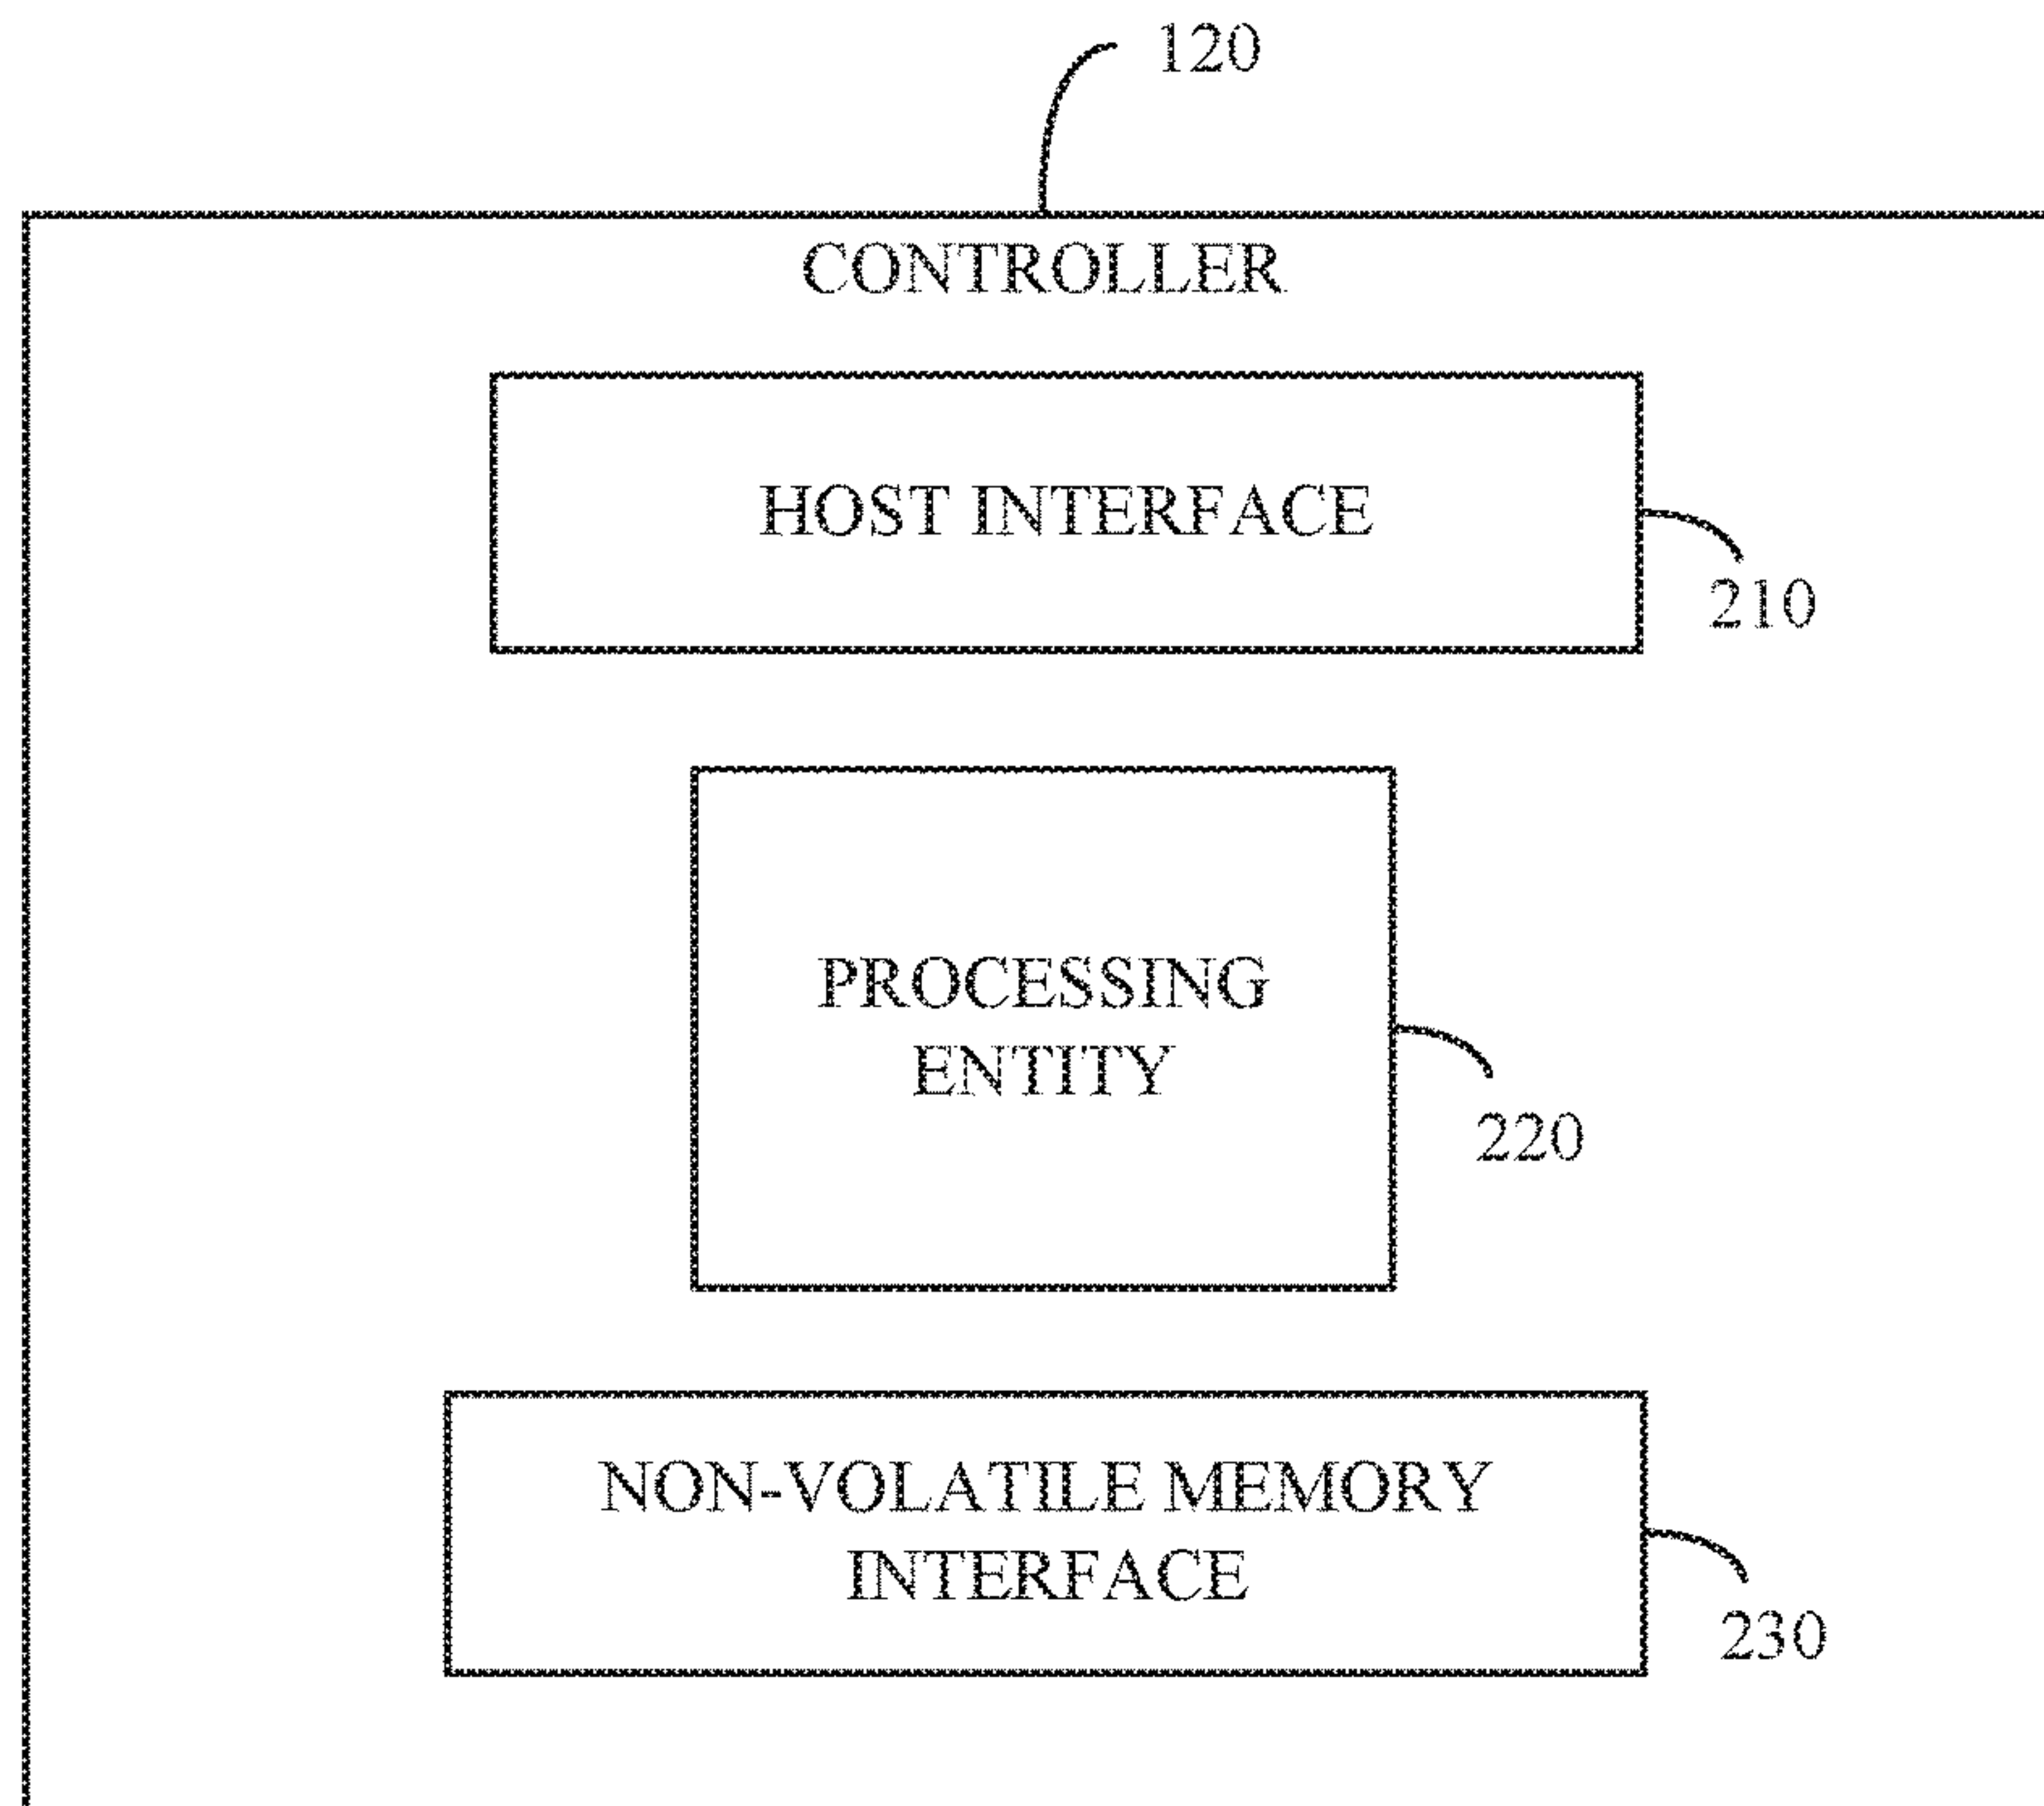 120
CONTROLLER
HOST INTERFACE
210
PROCESSING
ENTITY
220
NON-VOLATILE MEMORY
INTERFACE
230